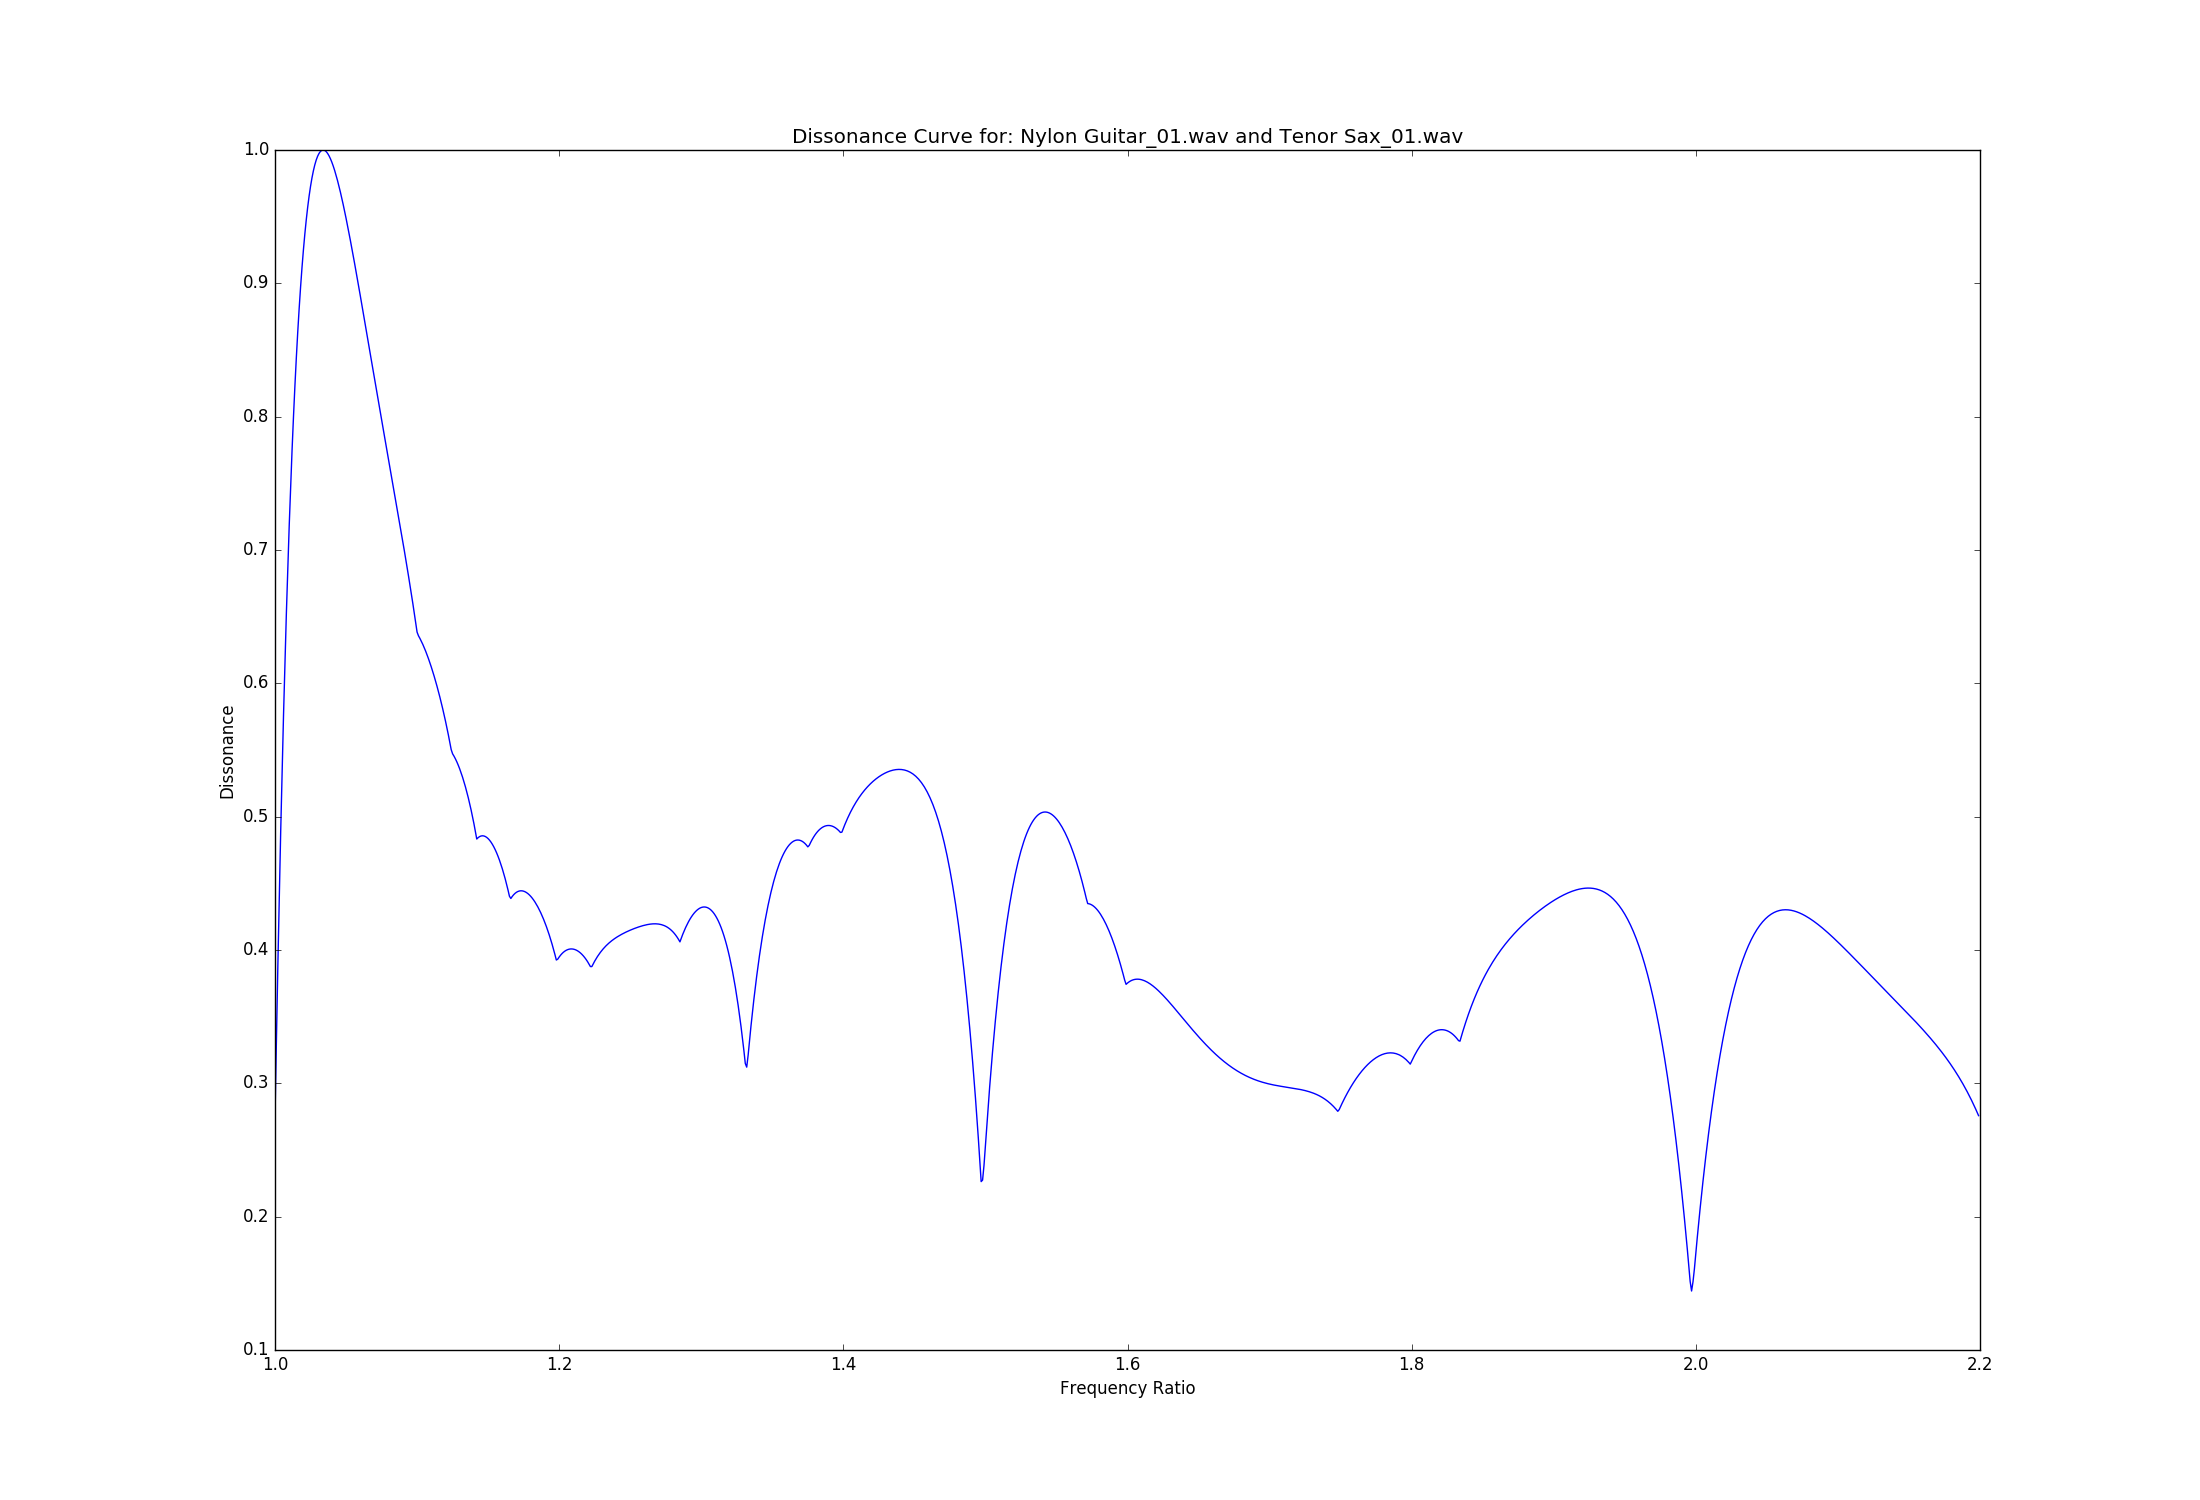 Dissonance Curve for: Nylon Guitar_01.wav and Tenor Sax_01.wav
1.0
0.9
0.8
0.7
0.6
0.5
0.4
0.3
0.2
0.1
Dissonance
1.0 1.2 1.4 1.6 1.8 2.0 2.2
Frequency Ratio